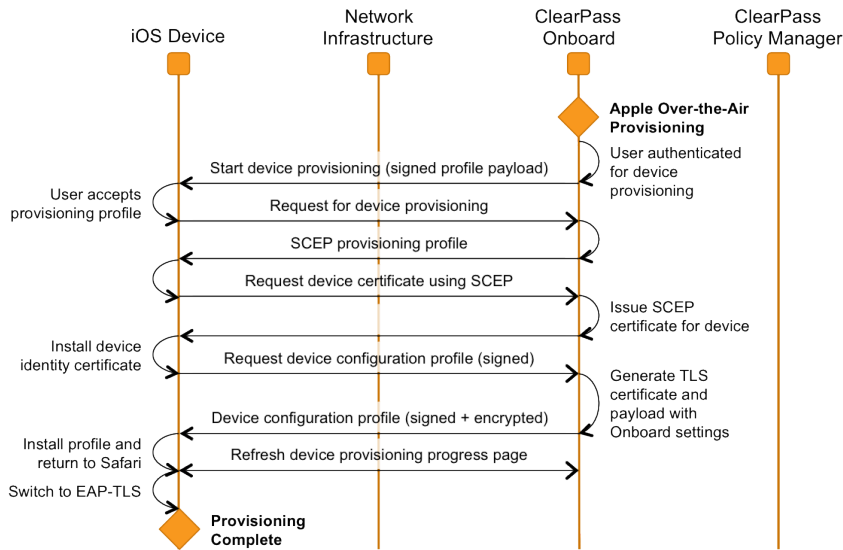 iOS Device
Network
Infrastructure
ClearPass
Onboard
ClearPass
Policy Manager
Apple Over-the-Air
Provisioning
User authenticated
for device
provisioning
Start device provisioning (signed profile payload)
User accepts
provisioning profile
Request for device provisioning
SCEP provisioning profile
Request device certificate using SCEP
Issue SCEP
certificate for device
Install device
identity certificate
Request device configuration profile (signed)
Generate TLS
certificate and
payload with
Onboard settings
Device configuration profile (signed + encrypted)
Install profile and
return to Safari
Refresh device provisioning progress page
Switch to EAP-TLS
Provisioning
Complete